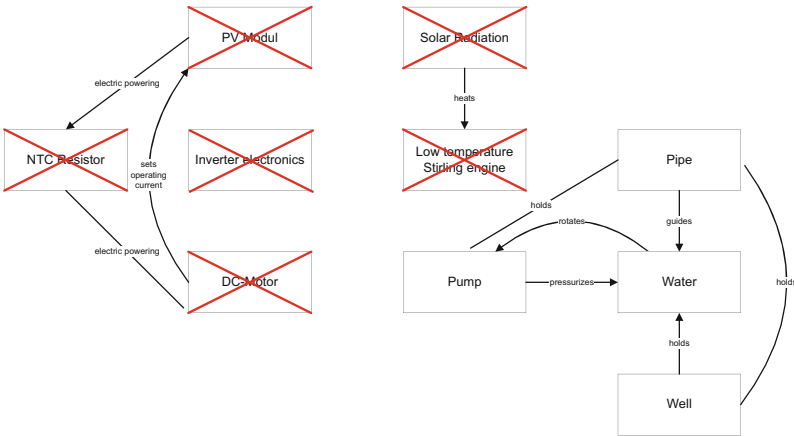 PV Modul
Solar Radiation
electric powering
heats
NTC Resistor
Inverter electronics
Low temperature
Stirling engine
Pipe
sets
operating
current
holds
rotates
guides
electric powering
DC-Motor
Pump
pressurizes
Water
holds
holds
Well